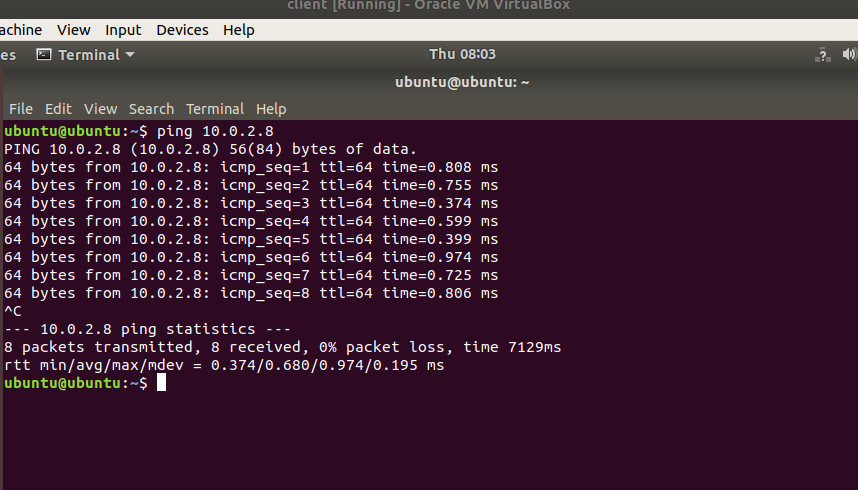 client [Running] - Oracle VM VirtualBox
achine View Input Devices Help
es Terminal Thu 08:03 ?
ubuntu@ubuntu: ~
File Edit View Search Terminal Help
ubuntu@ubuntu:~$ ping 10.0.2.8
PING 10.0.2.8 (10.0.2.8) 56(84) bytes of data.
64 bytes from 10.0.2.8: icmp_seq=1 ttl=64 time=0.808 ms
64 bytes from 10.0.2.8: icmp_seq=2 ttl=64 time=0.755 ms
64 bytes from 10.0.2.8: icmp_seq=3 ttl=64 time=0.374 ms
64 bytes from 10.0.2.8: icmp_seq=4 ttl=64 time=0.599 ms
64 bytes from 10.0.2.8: icmp_seq=5 ttl=64 time=0.399 ms
64 bytes from 10.0.2.8: icmp_seq=6 ttl=64 time=0.974 ms
64 bytes from 10.0.2.8: icmp_seq=7 ttl=64 time=0.725 ms
64 bytes from 10.0.2.8: icmp_seq=8 ttl=64 time=0.806 ms
^C
--- 10.0.2.8 ping statistics ---
8 packets transmitted, 8 received, 0% packet loss, time 7129ms
rtt min/avg/max/mdev = 0.374/0.680/0.974/0.195 ms
ubuntu@ubuntu:~$